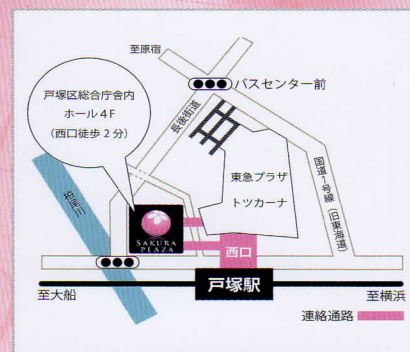 至原宿
バスセンター前
戸塚区総合庁舎内
ホール4F
(西口徒歩2分)
長後街道
東急プラザ
トツカーナ
国道1号線(旧東海道)
柏尾川
SAKURA
PLAZA
西口
戸塚駅
至大船
至横浜
連絡通路